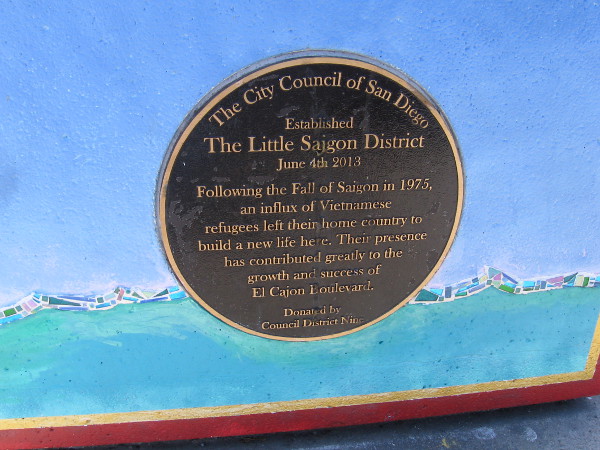 The City Council of San Diego
Established
The Little Saigon District
June 4th 2013
Following the Fall of Saigon in 1975,
an influx of Vietnamese
refugees left their home country to
build a new life here. Their presence
has contributed greatly to the
growth and success of
El Cajon Boulevard.
Donated by
Council District Nine